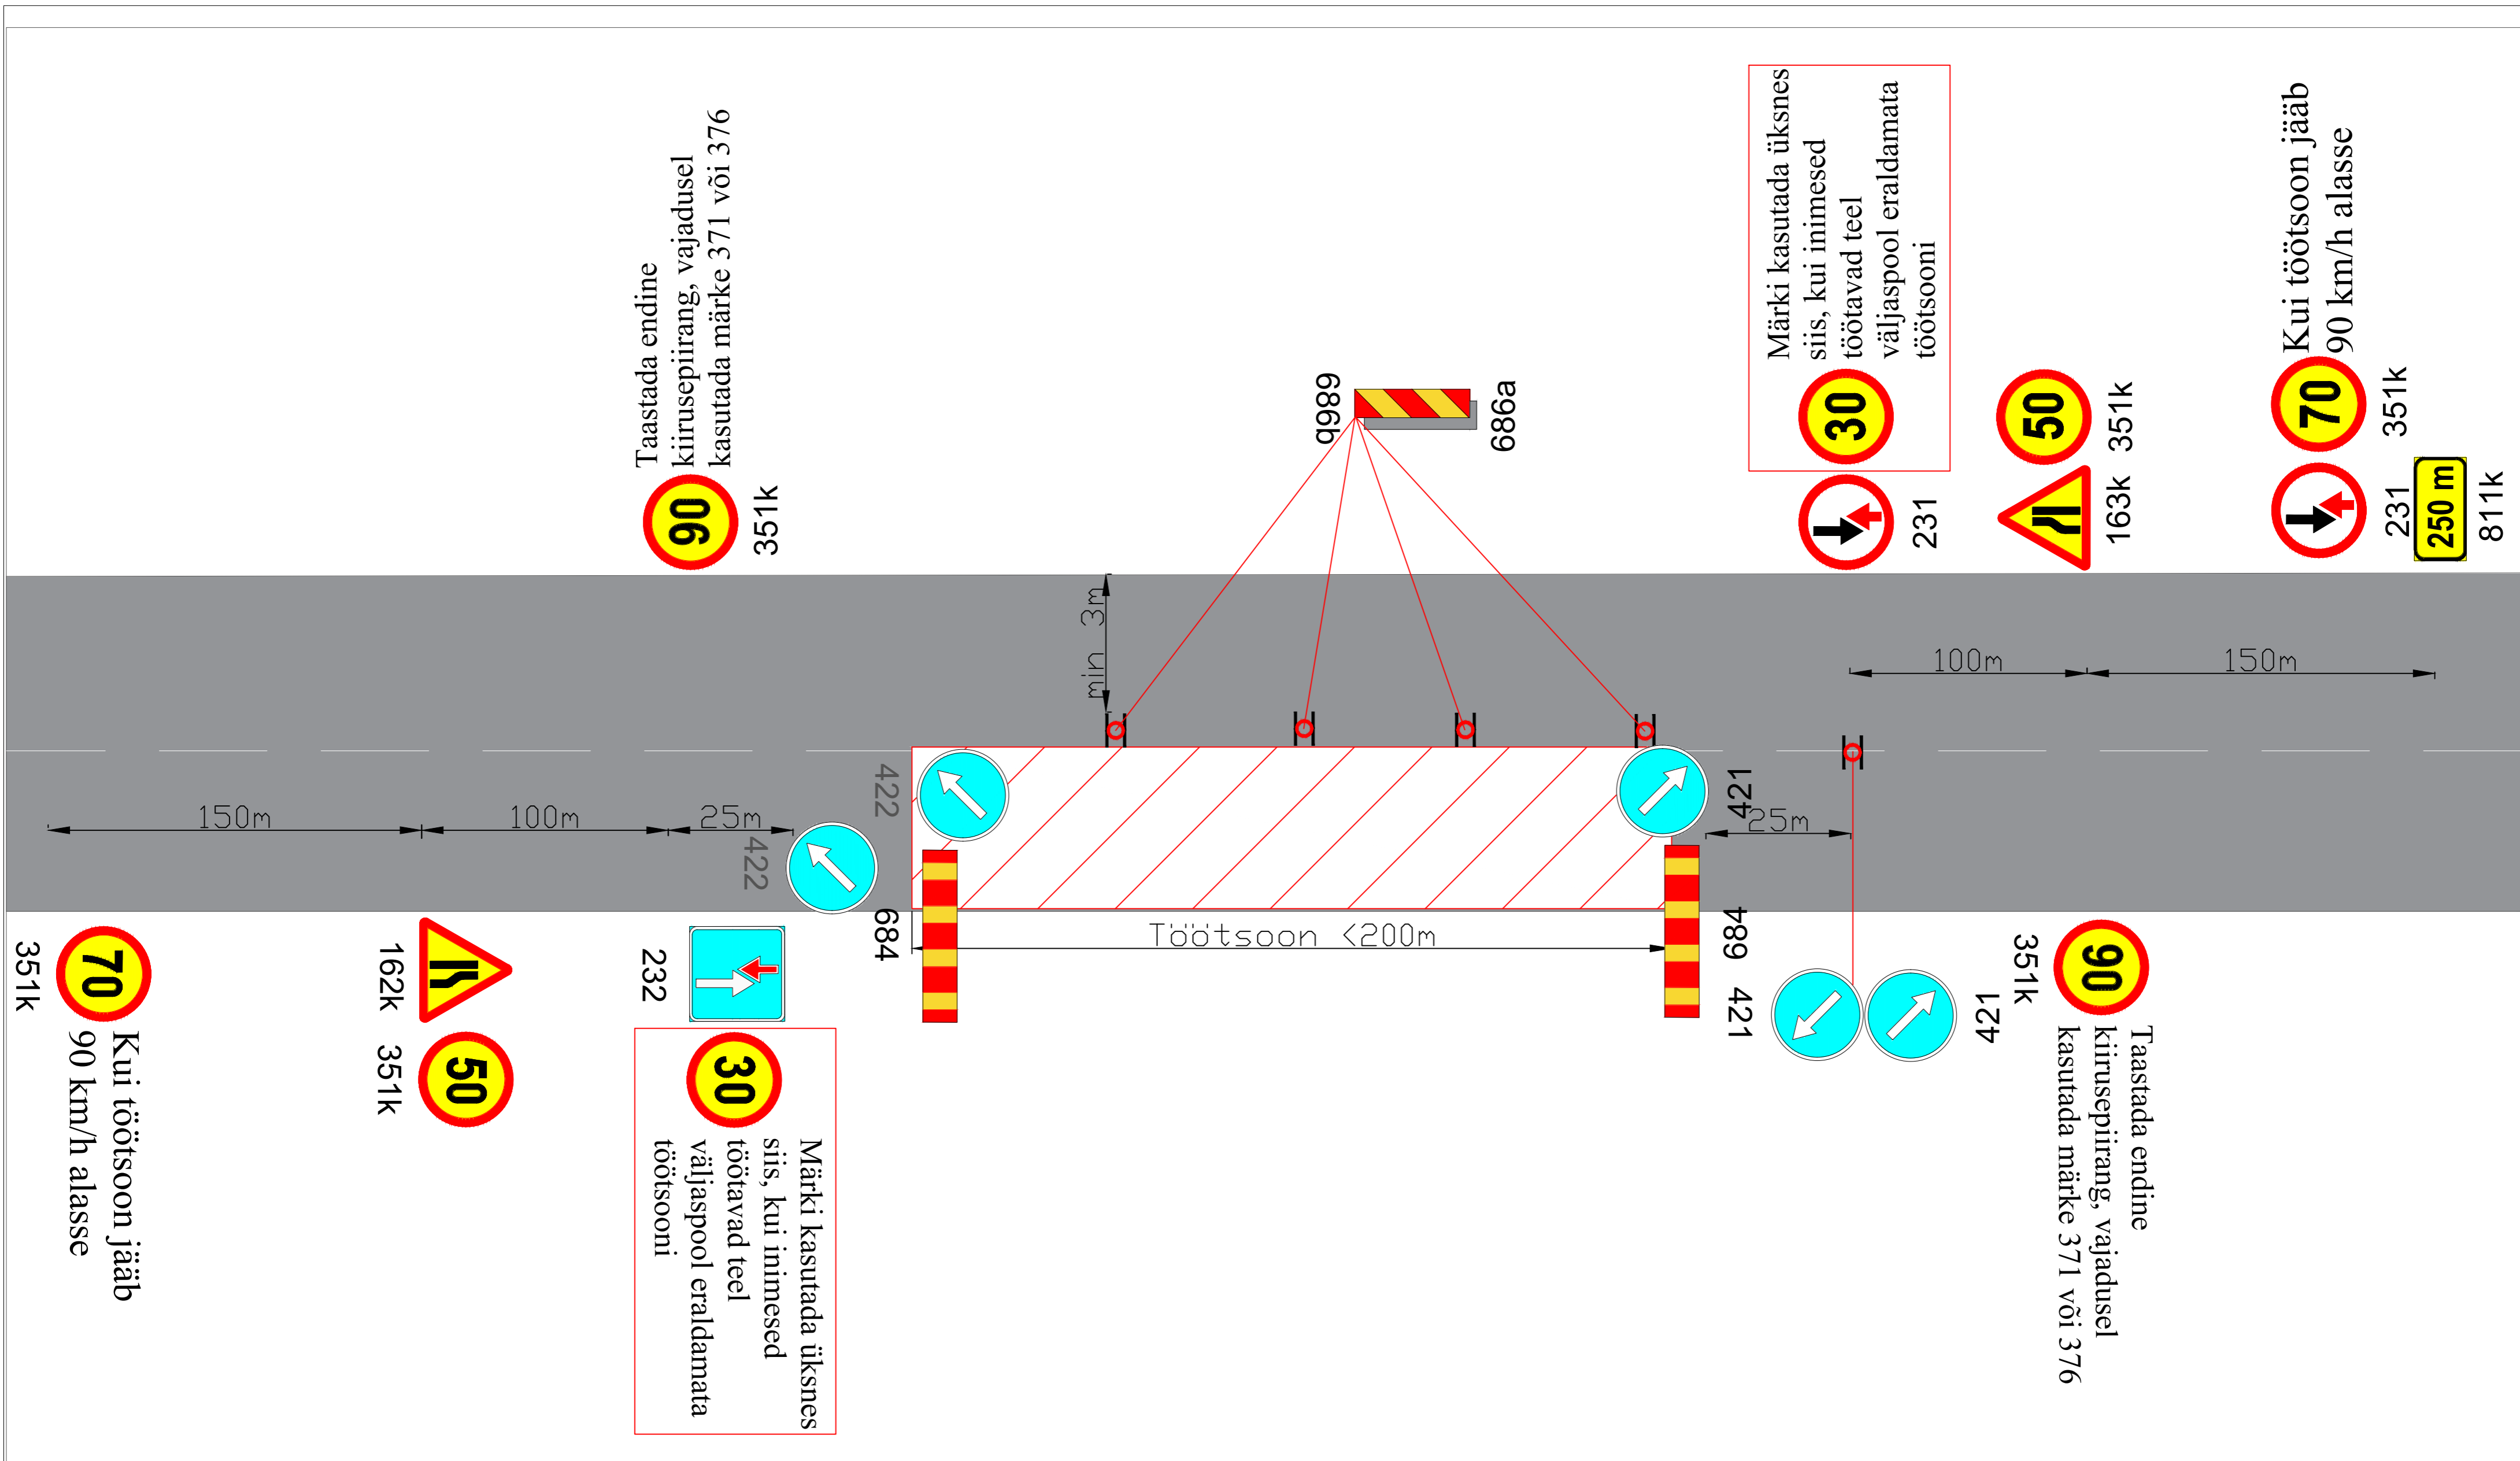 Taastada endine
kiirusepiirang, vajadusel
kasutada märke 371 või 376
90
351k
686b
686a
Märki kasutada üksnes
siis, kui inimesed
töötavad teel
väljaspool eraldamata
töötsooni
30
231
50
351k
163k
Kui töötsoon jääb
90 km/h alasse
70
351k
231
250 m
811k
min 3m
100m
150m
150m
100m
25m
422
422
421
25m
684
Töötsoon <200m
684
421
421
351k
70
Kui töötsoon jääb
90 km/h alasse
162k
351k
50
232
30
Märki kasutada üksnes
siis, kui inimesed
töötavad teel
väljaspool eraldamata
töötsooni
351k
90
Taastada endine
kiirusepiirang, vajadusel
kasutada märke 371 või 376